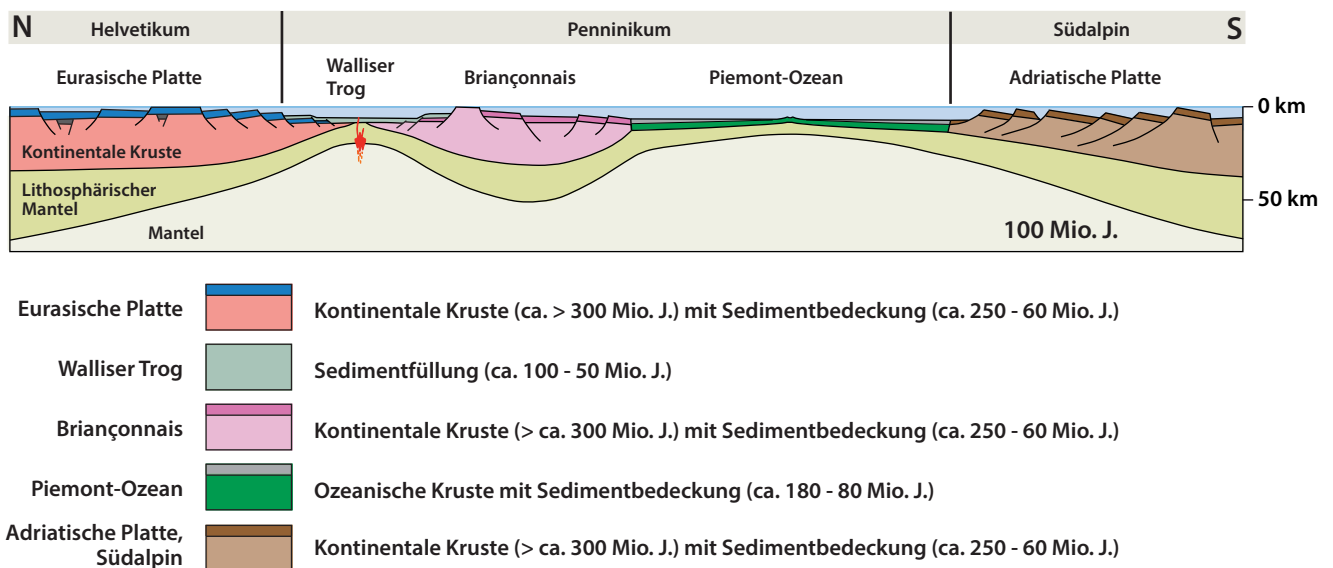 N Helvetikum Penninikum Südalpin S
Eurasische Platte
Walliser
Trog
Briançonnais
Piemont-Ozean
Adriatische Platte
0 km
Kontinentale Kruste
Lithosphärischer
Mantel
50 km
Mantel
100 Mio. J.
Eurasische Platte
Kontinentale Kruste (ca. > 300 Mio. J.) mit Sedimentbedeckung (ca. 250 - 60 Mio. J.)
Walliser Trog
Sedimentfüllung (ca. 100 - 50 Mio. J.)
Briançonnais
Kontinentale Kruste (> ca. 300 Mio. J.) mit Sedimentbedeckung (ca. 250 - 60 Mio. J.)
Piemont-Ozean
Ozeanische Kruste mit Sedimentbedeckung (ca. 180 - 80 Mio. J.)
Adriatische Platte,
Südalpin
Kontinentale Kruste (> ca. 300 Mio. J.) mit Sedimentbedeckung (ca. 250 - 60 Mio. J.)